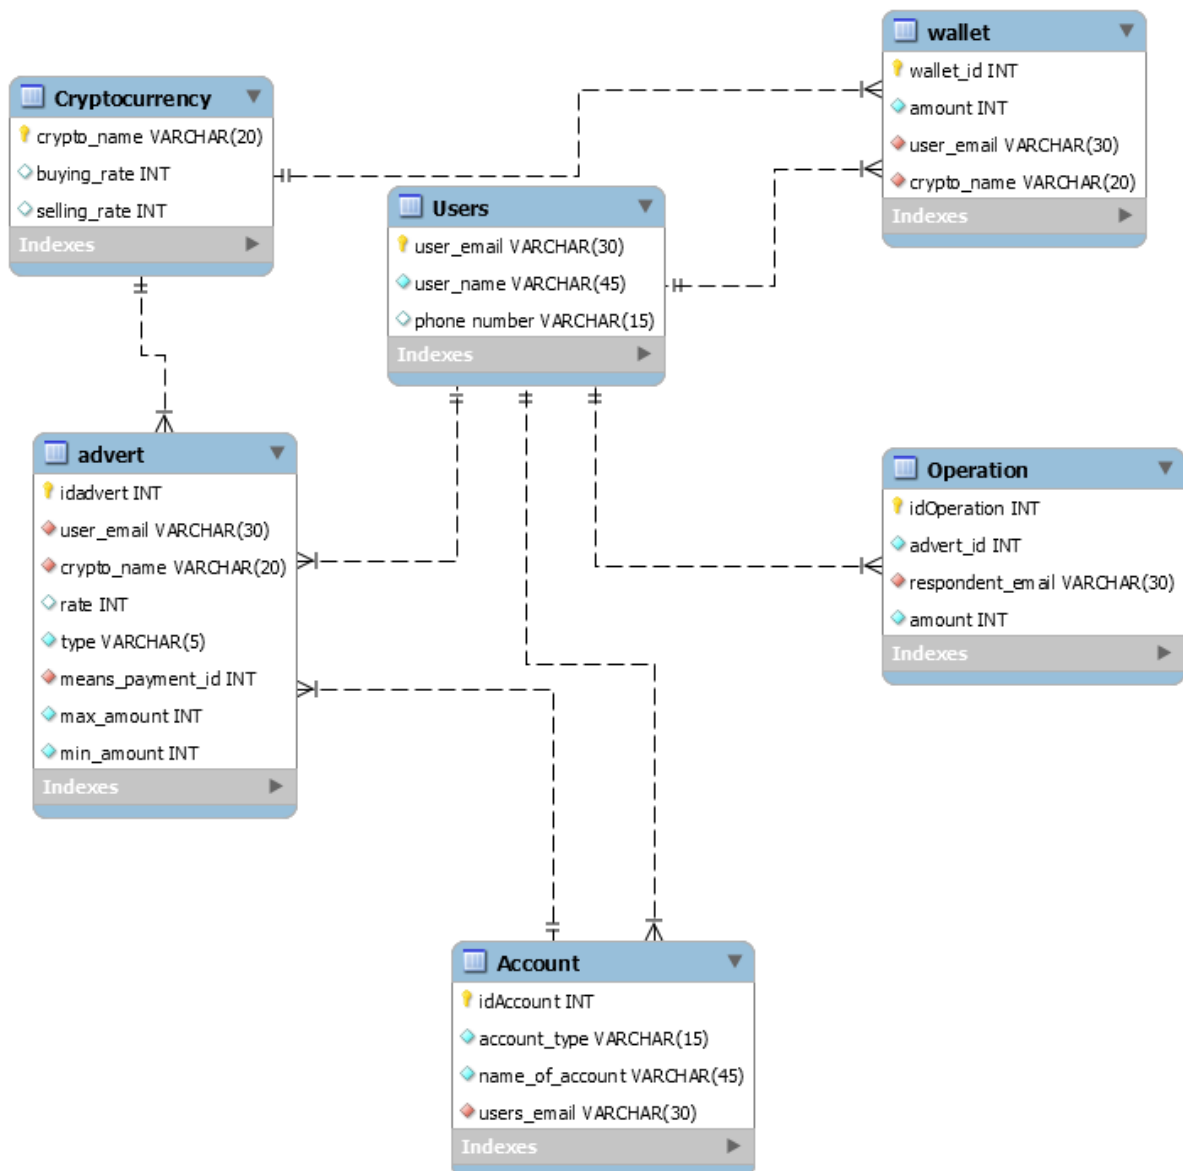 Cryptocurrency
crypto_name VARCHAR(20)
buying_rate INT
selling_rate INT
Indexes
wallet
wallet_id INT
amount INT
user_email VARCHAR(30)
crypto_name VARCHAR(20)
Indexes
Users
user_email VARCHAR(30)
user_name VARCHAR(45)
phone number VARCHAR(15)
Indexes
advert
idadvert INT
user_email VARCHAR(30)
crypto_name VARCHAR(20)
rate INT
type VARCHAR(5)
means_payment_id INT
max_amount INT
min_amount INT
Indexes
Operation
idOperation INT
advert_id INT
respondent_email VARCHAR(30)
amount INT
Indexes
Account
idAccount INT
account_type VARCHAR(15)
name_of_account VARCHAR(45)
users_email VARCHAR(30)
Indexes